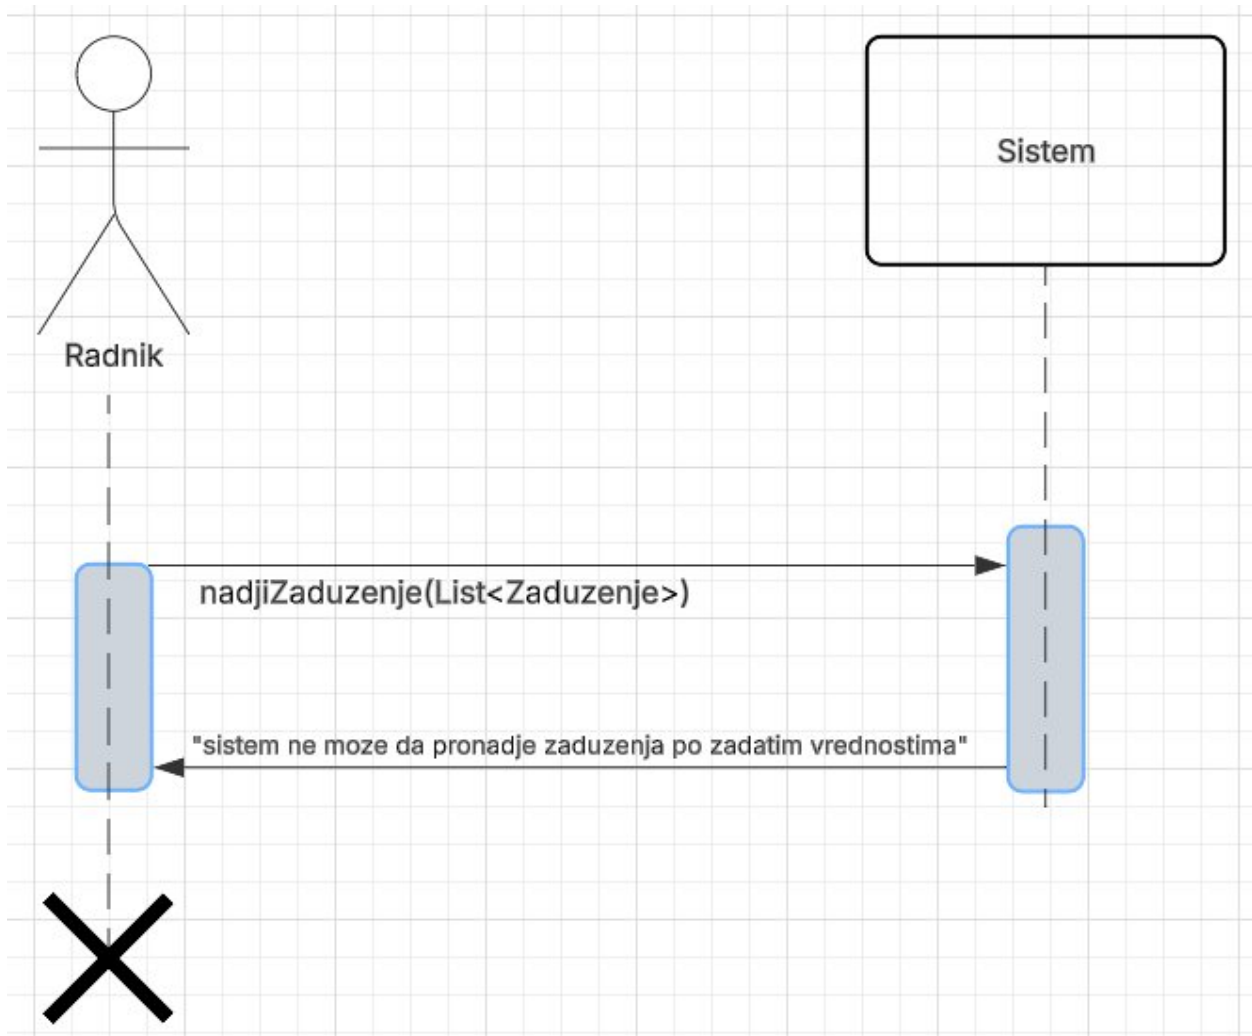 Sistem
Radnik
nadjiZaduzenje(List<Zaduzenje>)
"sistem ne moze da pronadje zaduzenja po zadatim vrednostima"